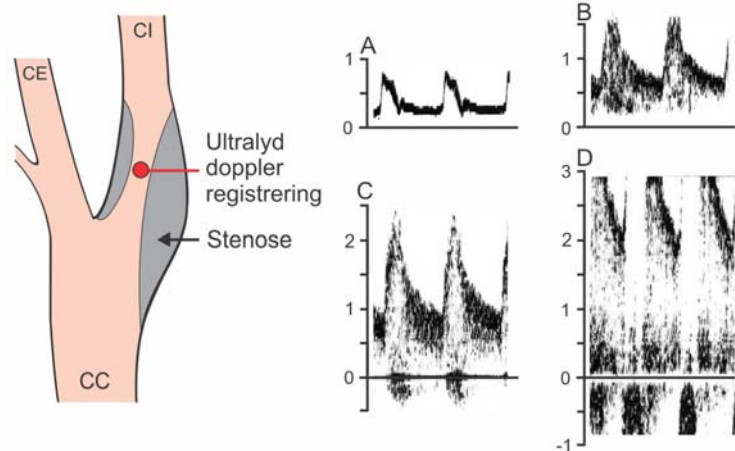 CI
CE
Ultralyd
doppler
registrering
Stenose
CC
A
1
0
B
1
0
C
2
1
0
D
3
2
1
0
-1